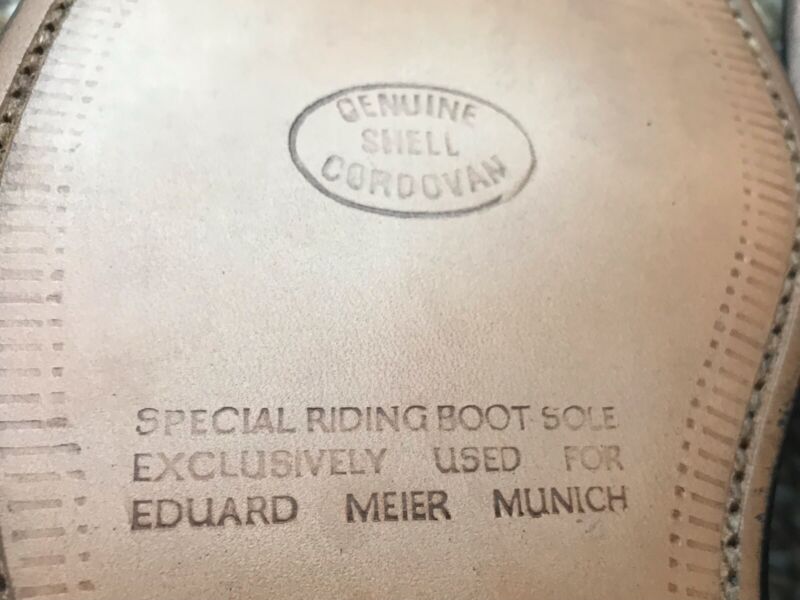 GENUINE
SHELL
CORDOVAN
SPECIAL RIDING BOOT SOLE
EXCLUSIVELY USED FOR
EDUARD MEIER MUNICH